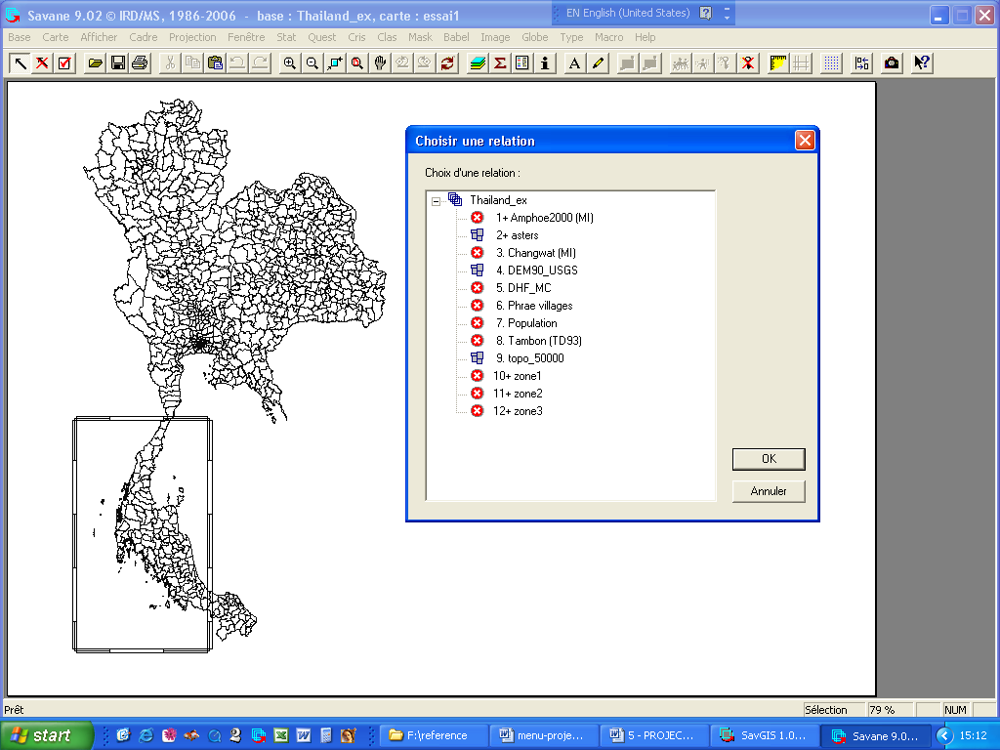 Savane 9.02 © IRD/MS, 1986-2006 - base : Thailand_ex, carte : essai1
EN English (United States)
Base Carte Afficher Cadre Projection Fenêtre Stat Quest Cris Clas Mask Babel Image Globe Type Macro Help
Choisir une relation
Choix d'une relation :
Thailand_ex
1+ Amphoe2000 (MI)
2+ asters
3. Changwat (MI)
4. DEM90_USGS
5. DHF_MC
6. Phrae villages
7. Population
8. Tambon (TD93)
9. topo_50000
10+ zone1
11+ zone2
12+ zone3
OK
Annuler
Prêt
Sélection
79 %
NUM
start
F:\reference
menu-proje...
5 - PROJEC...
SavGIS 1.0...
Savane 9.0...
15:12